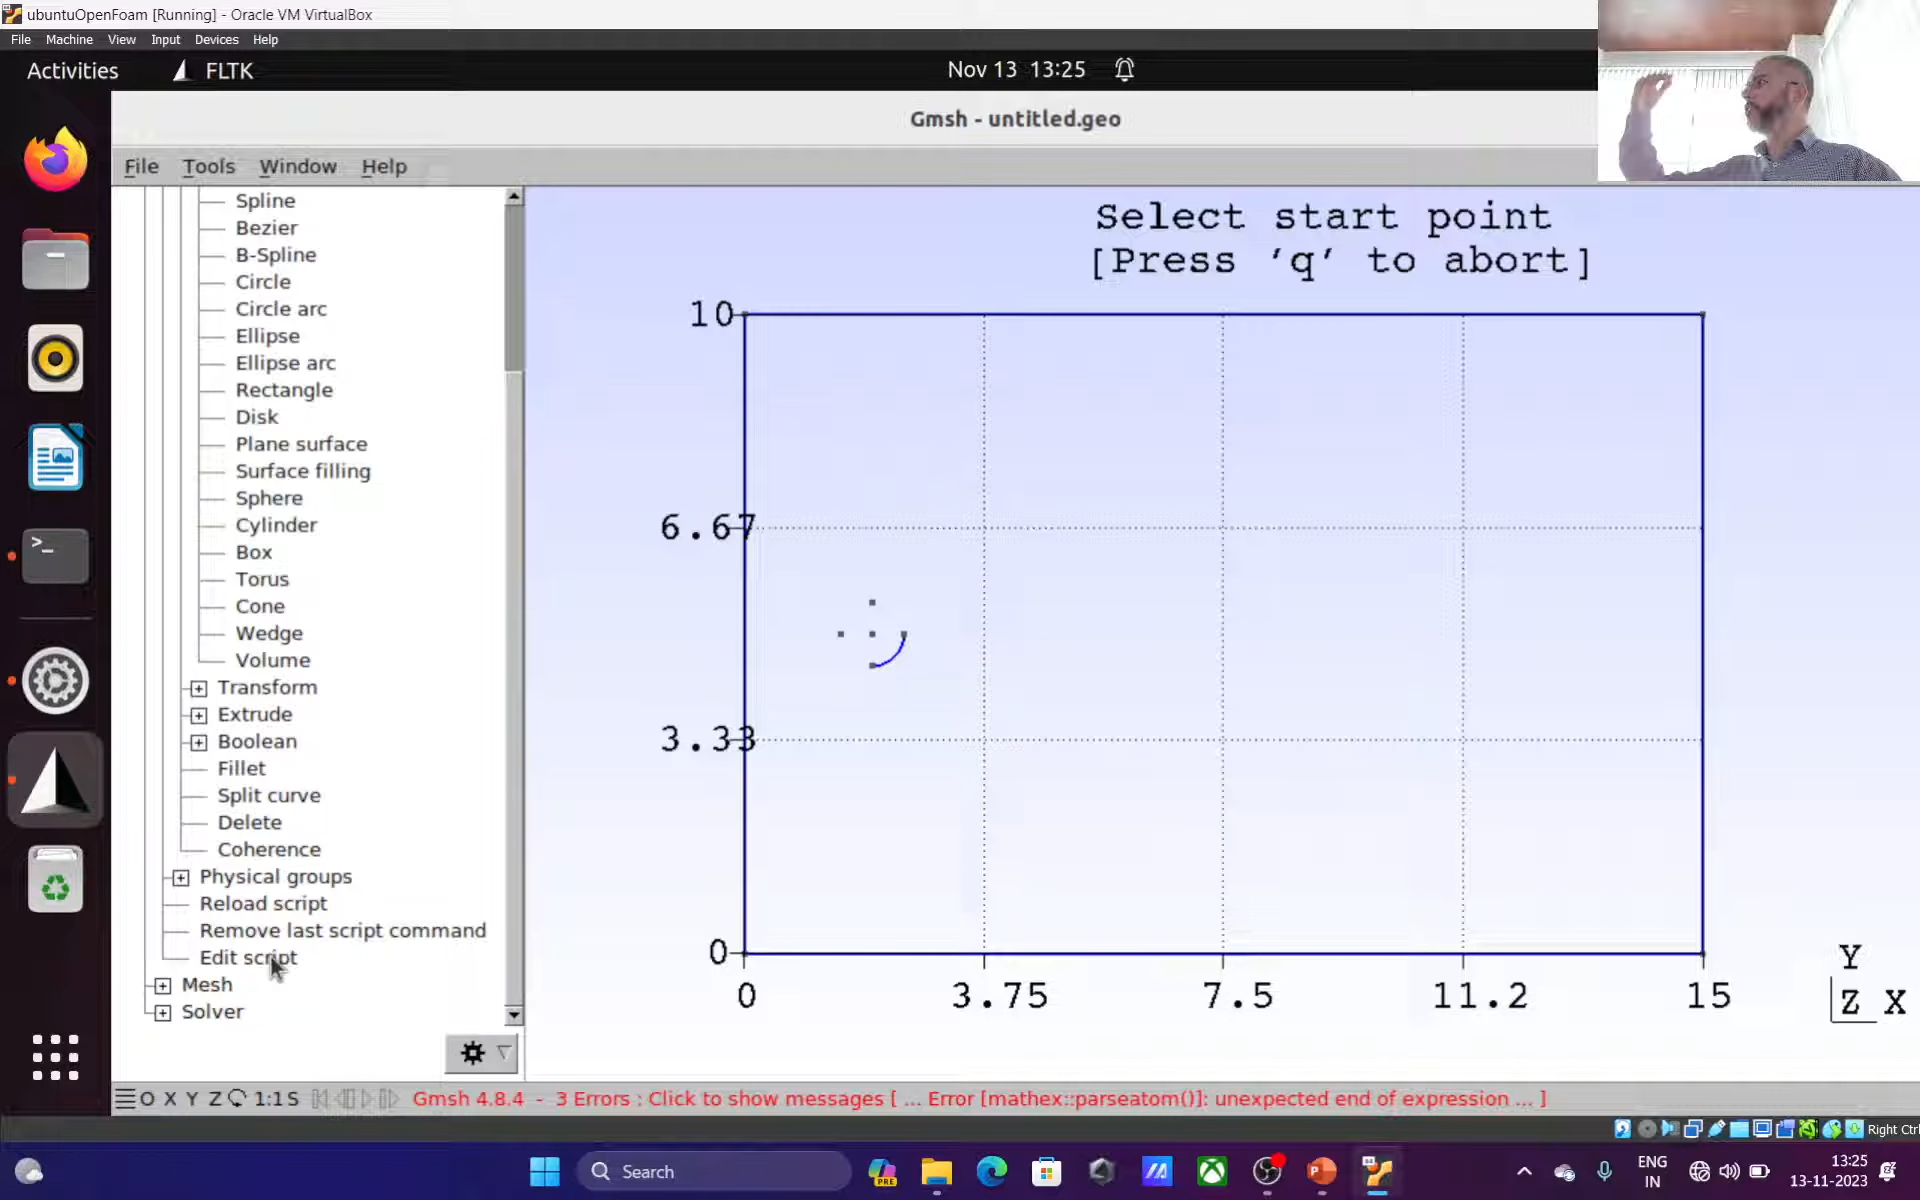 ubuntuOpenFoam [Running] - Oracle VM VirtualBox
File Machine View Input Devices Help
Activities FLTK Nov 13 13:25
Gmsh - untitled.geo
File Tools Window Help
Spline
Bezier
B-Spline
Circle
Circle arc
Ellipse
Ellipse arc
Rectangle
Disk
Plane surface
Surface filling
Sphere
Cylinder
Box
Torus
Cone
Wedge
Volume
Transform
Extrude
Boolean
Fillet
Split curve
Delete
Coherence
Physical groups
Reload script
Remove last script command
Edit script
Mesh
Solver
Select start point
[Press 'q' to abort]
10
6.67
3.33
0
0 3.75 7.5 11.2 15
Y
Z X
O X Y Z 1:1 S Gmsh 4.8.4 - 3 Errors : Click to show messages [ ... Error [mathex::parseatom()]: unexpected end of expression ... ]
Right Ctrl
Search
PRE
ENG
IN
13:25
13-11-2023